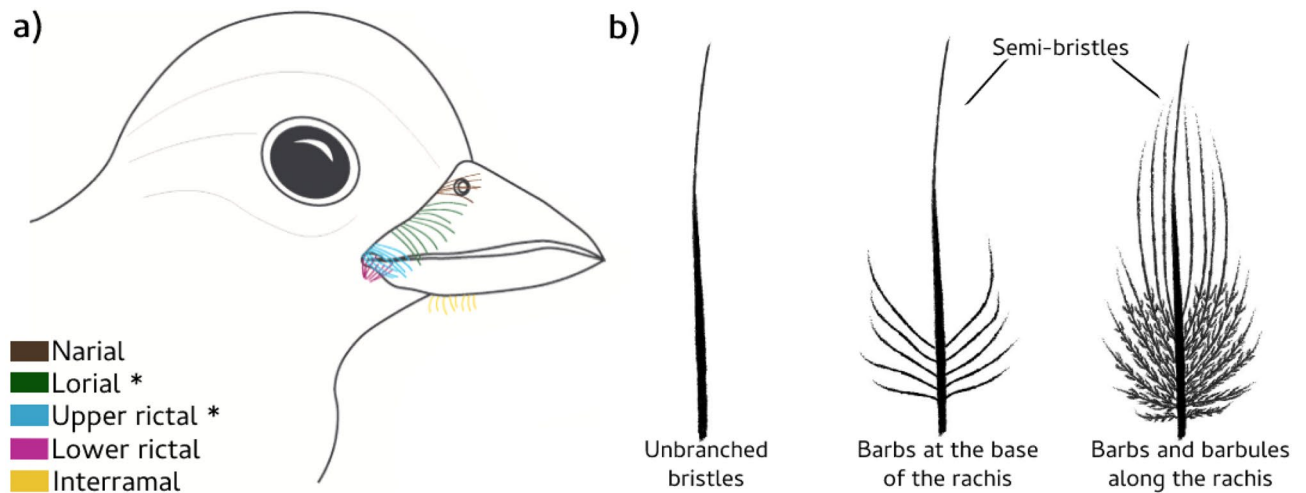 a)
Narial
Lorial *
Upper rictal *
Lower rictal
Interramal
b)
Semi-bristles
Unbranched
bristles
Barbs at the base
of the rachis
Barbs and barbules
along the rachis